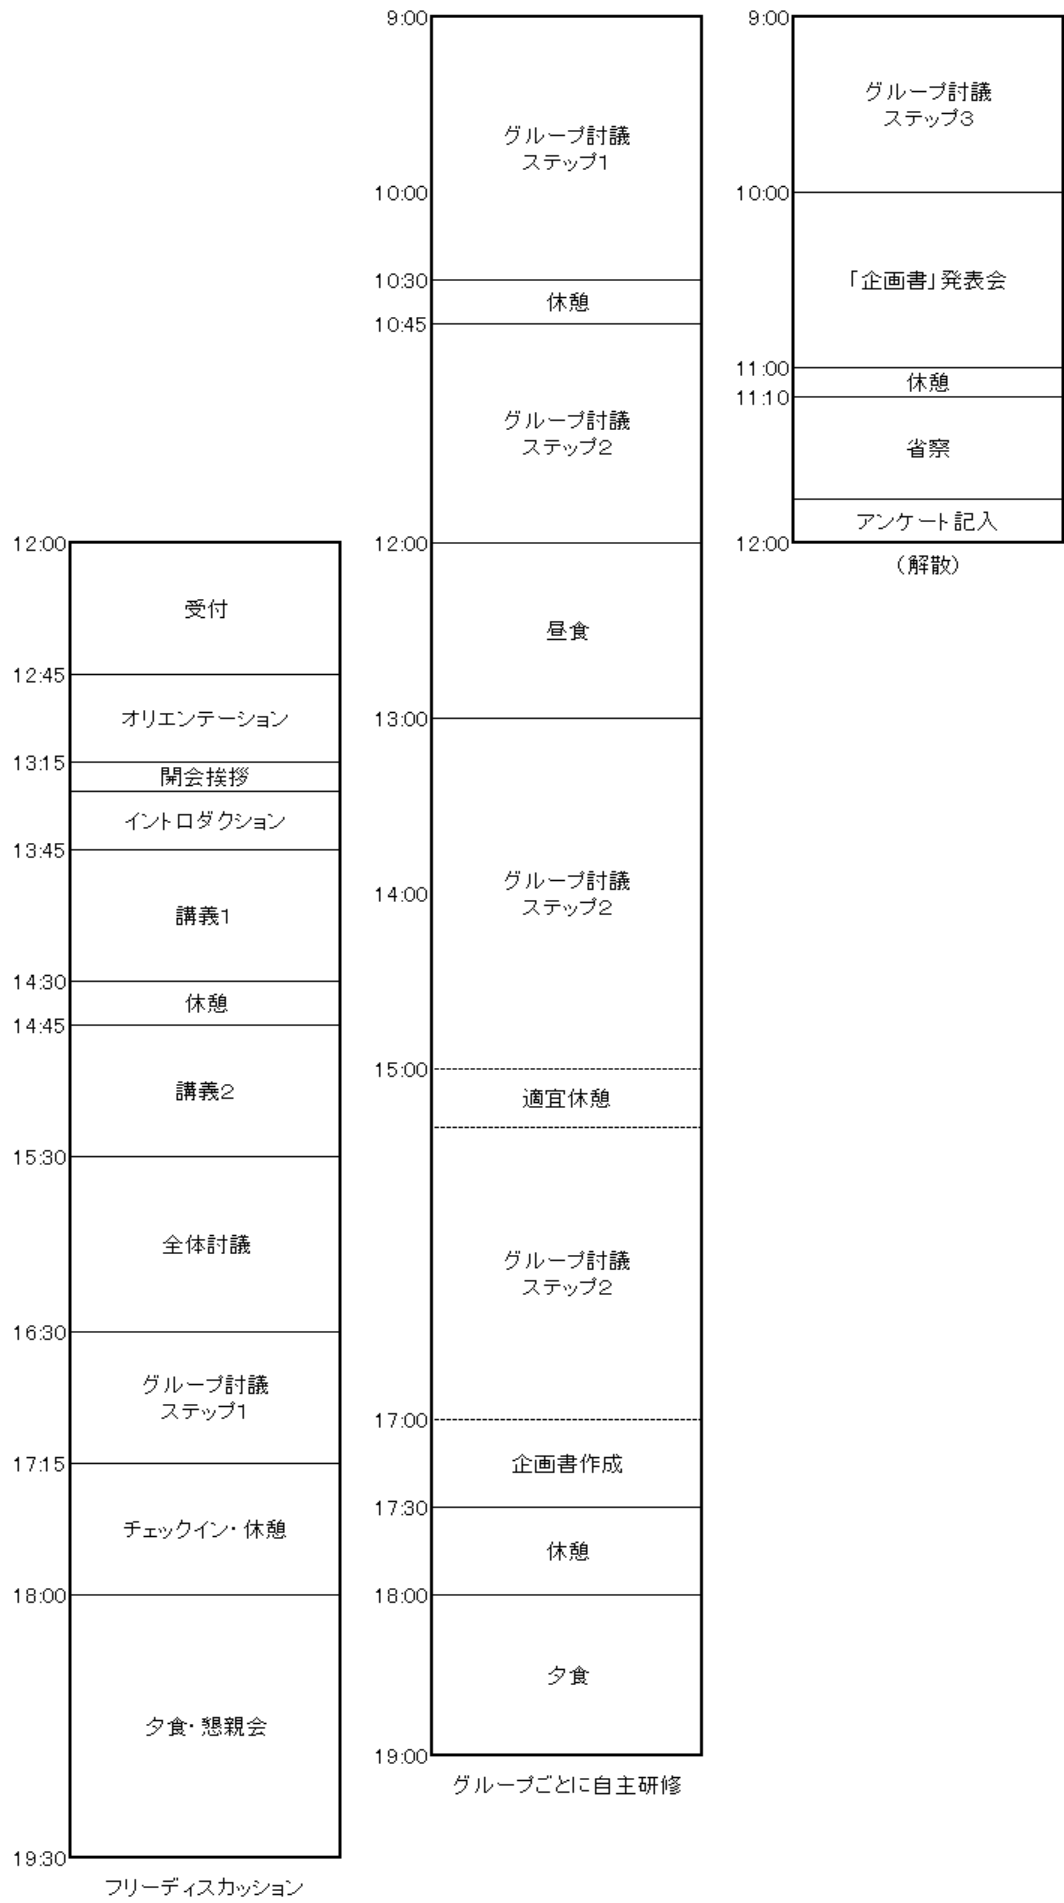 12:00
受付
12:45
オリエンテーション
13:15
開会挨拶
イントロダクション
13:45
講義1
14:30
休憩
14:45
講義2
15:30
全体討議
16:30
グループ討議
ステップ1
17:15
チェックイン・休憩
18:00
夕食・懇親会
19:30
フリーディスカッション
9:00
グループ討議
ステップ1
10:00
10:30
休憩
10:45
グループ討議
ステップ2
12:00
昼食
13:00
グループ討議
14:00
ステップ2
15:00
適宜休憩
グループ討議
ステップ2
17:00
企画書作成
17:30
休憩
18:00
夕食
19:00
グループごとに自主研修
9:00
グループ討議
ステップ3
10:00
「企画書」発表会
11:00
休憩
11:10
省察
アンケート記入
12:00
（解散）